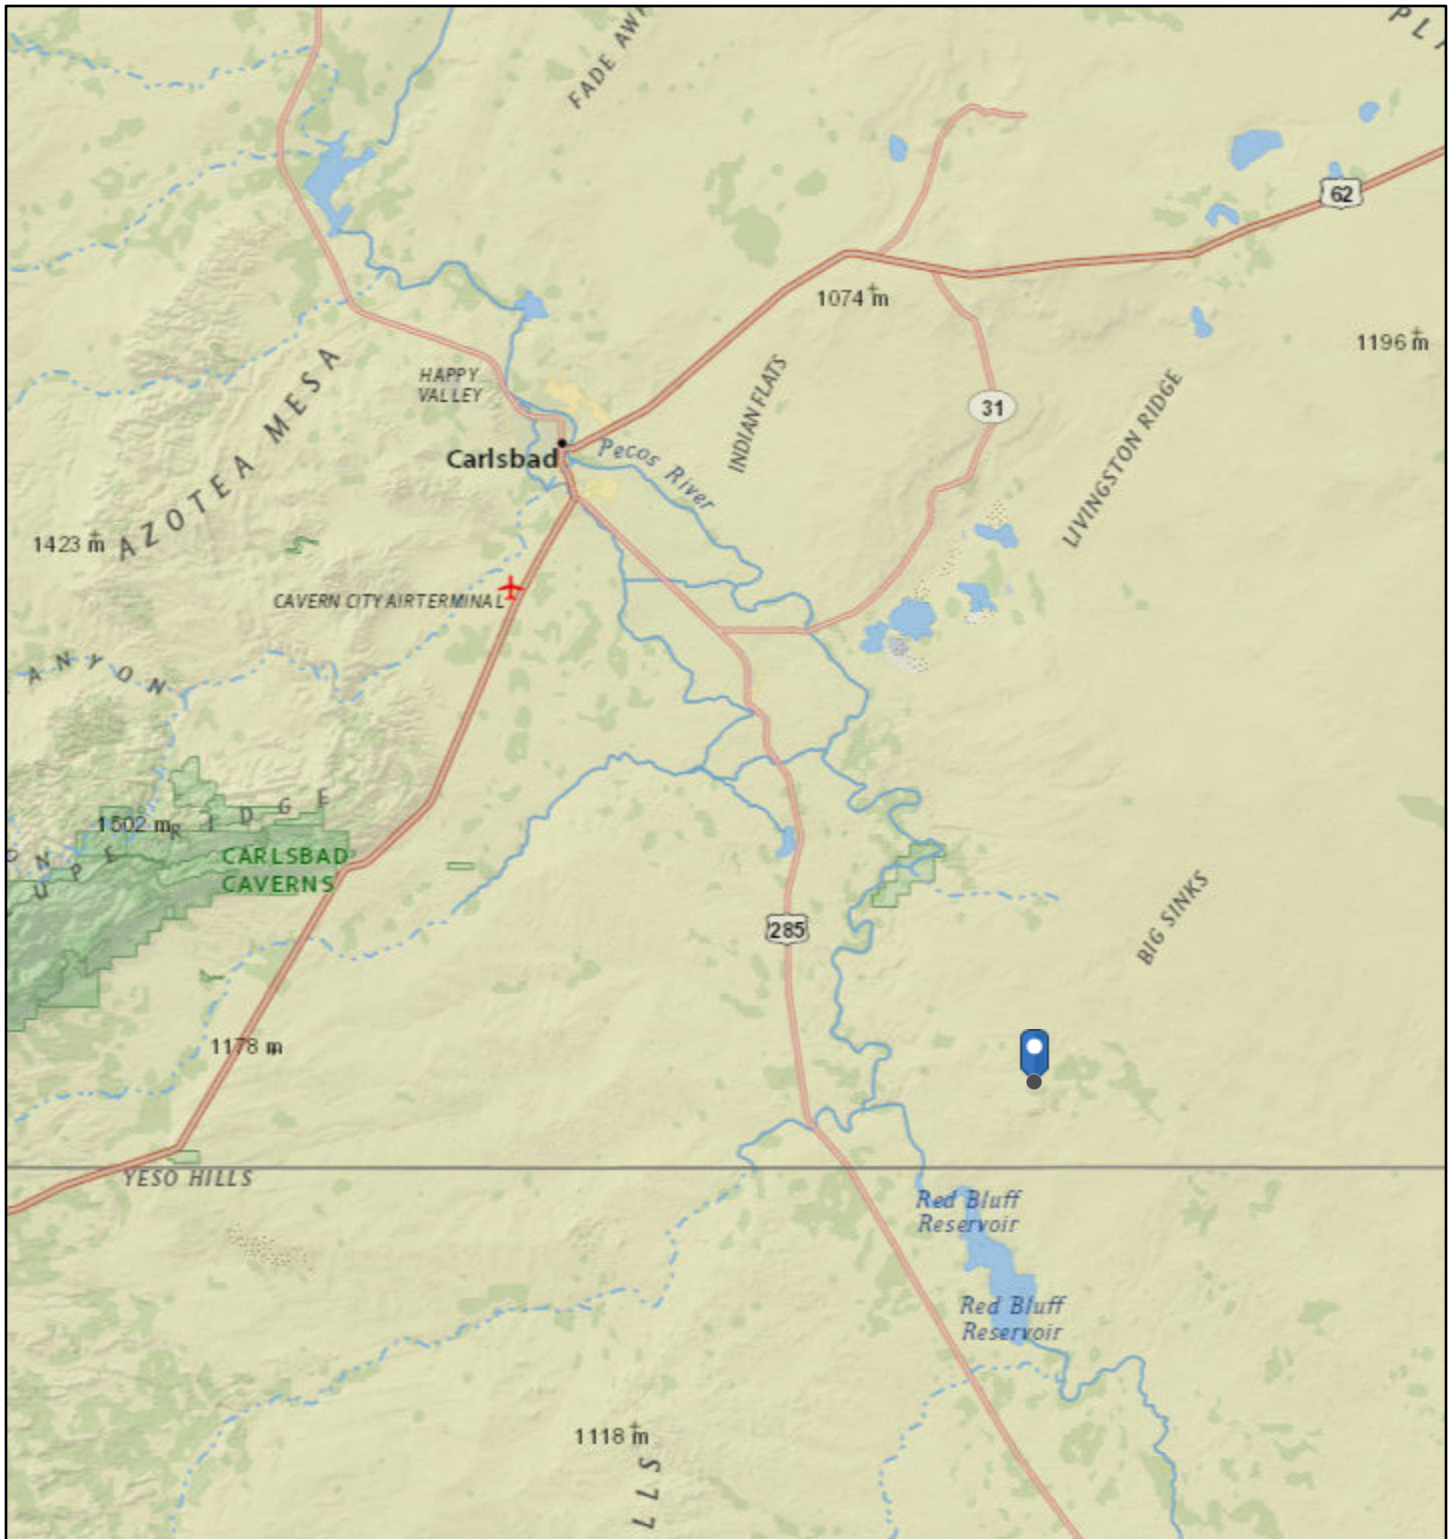 FADE AW
PL
62
1074 m
1196 m
HAPPY
VALLEY
INDIAN FLATS
31
AZOTEA MESA
Carlsbad
Pecos River
LIVINGSTON RIDGE
1423 m
CAVERN CITY AIR TERMINAL
ANYON
1502 m
UPE RIDGE
CARLSBAD
CAVERNS
285
BIG SINKS
1178 m
YESO HILLS
Red Bluff
Reservoir
Red Bluff
Reservoir
1118 m
LLS